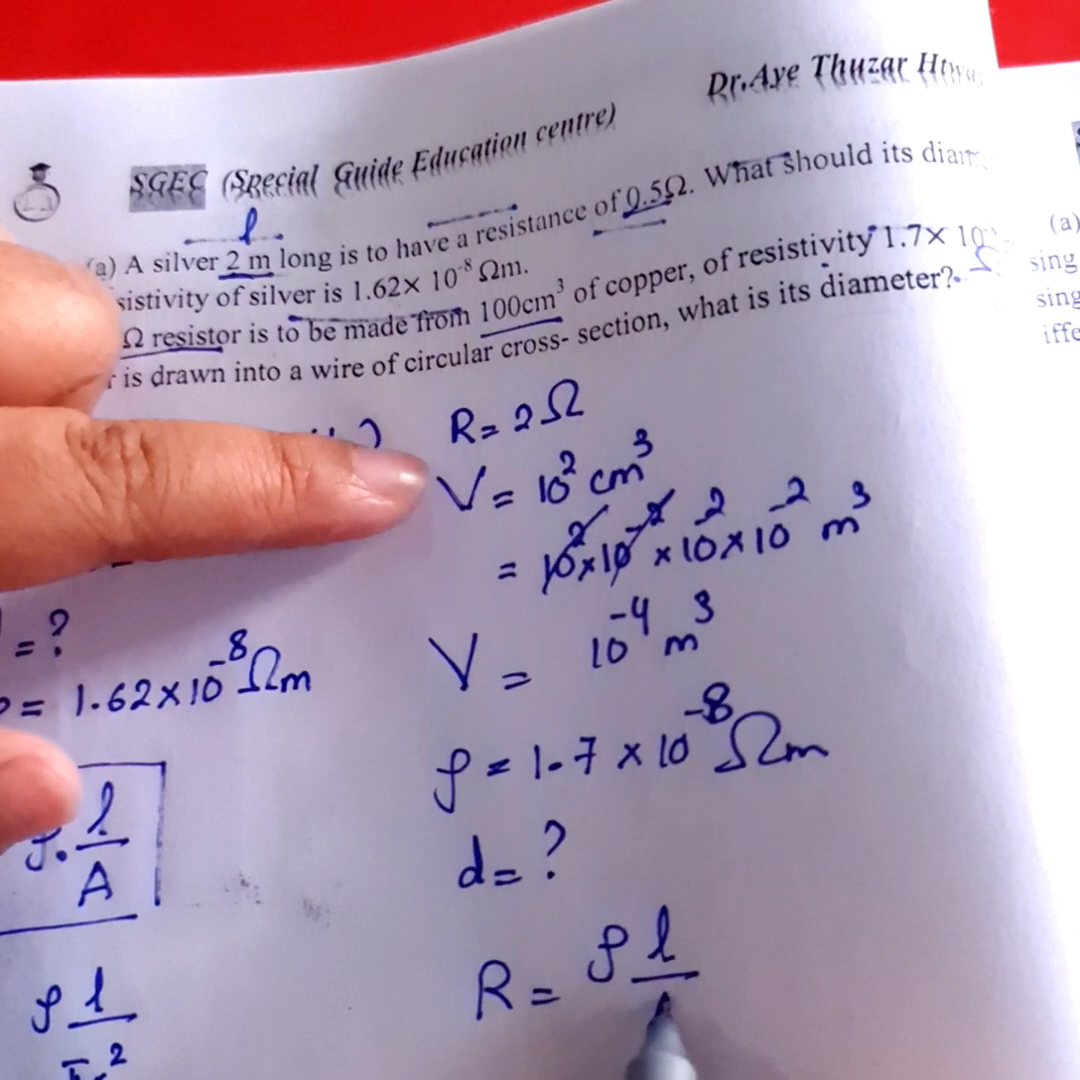 Dr.Aye Thuzar
SGEC (Special Guide Education centre)
l
(a) A silver 2 m long is to have a resistance of 0.5Ω. What should its diam
sistivity of silver is 1.62× 10⁻⁸ Ωm.
Ω resistor is to be made from 100cm³ of copper, of resistivity 1.7× 10
r is drawn into a wire of circular cross- section, what is its diameter?
(a)
sing
sing
iffe
R= 2Ω
V= 10² cm³
= 10²×10⁻²×10⁻²×10⁻² m³
V= 10⁻⁴ m³
ρ = 1.7 × 10⁻⁸ Ωm
d= ?
R= ρ l
= ?
ρ= 1.62×10⁻⁸ Ωm
ρ. l/A
ρ l